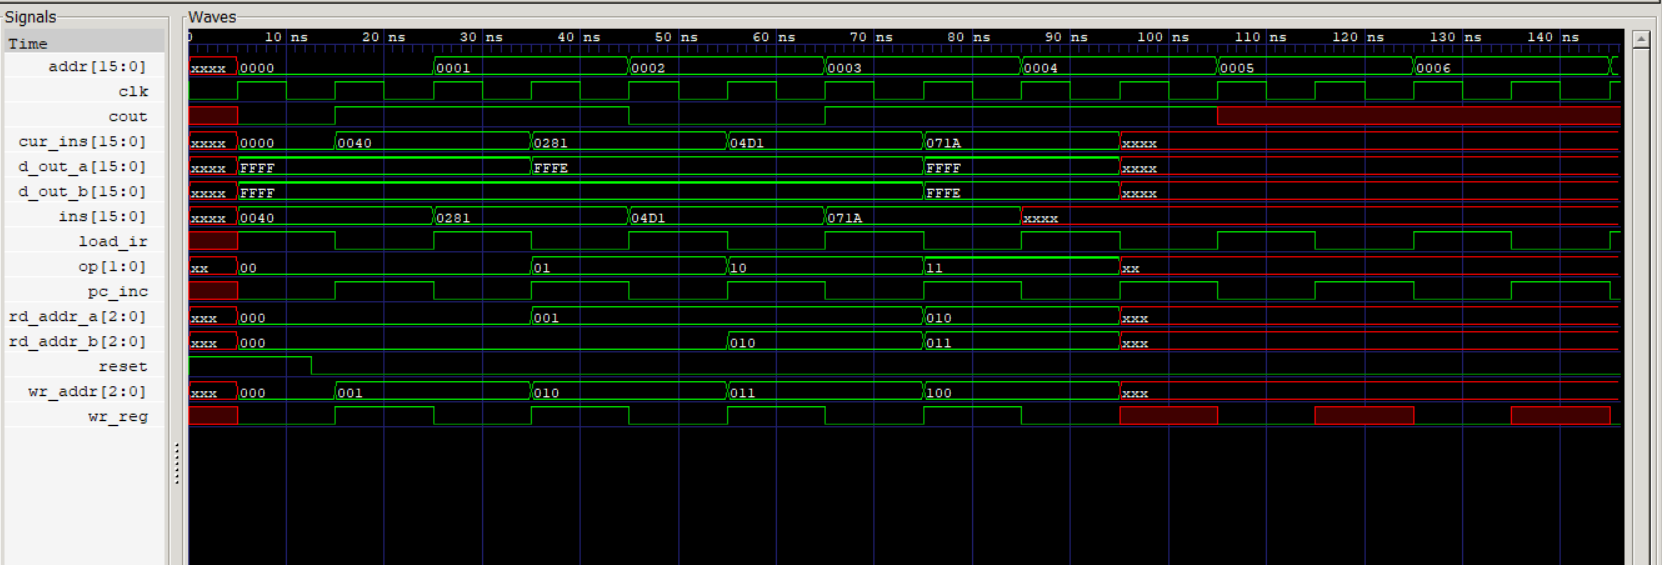 Signals Waves
Time
0 10 ns 20 ns 30 ns 40 ns 50 ns 60 ns 70 ns 80 ns 90 ns 100 ns 110 ns 120 ns 130 ns 140 ns
addr[15:0] xxxx 0000 0001 0002 0003 0004 0005 0006
clk
cout
cur_ins[15:0] xxxx 0000 0040 0281 04D1 071A xxxx
d_out_a[15:0] xxxx FFFF FFFE FFFF xxxx
d_out_b[15:0] xxxx FFFF FFFE xxxx
ins[15:0] xxxx 0040 0281 04D1 071A xxxx
load_ir
op[1:0] xx 00 01 10 11 xx
pc_inc
rd_addr_a[2:0] xxx 000 001 010 xxx
rd_addr_b[2:0] xxx 000 010 011 xxx
reset
wr_addr[2:0] xxx 000 001 010 011 100 xxx
wr_reg